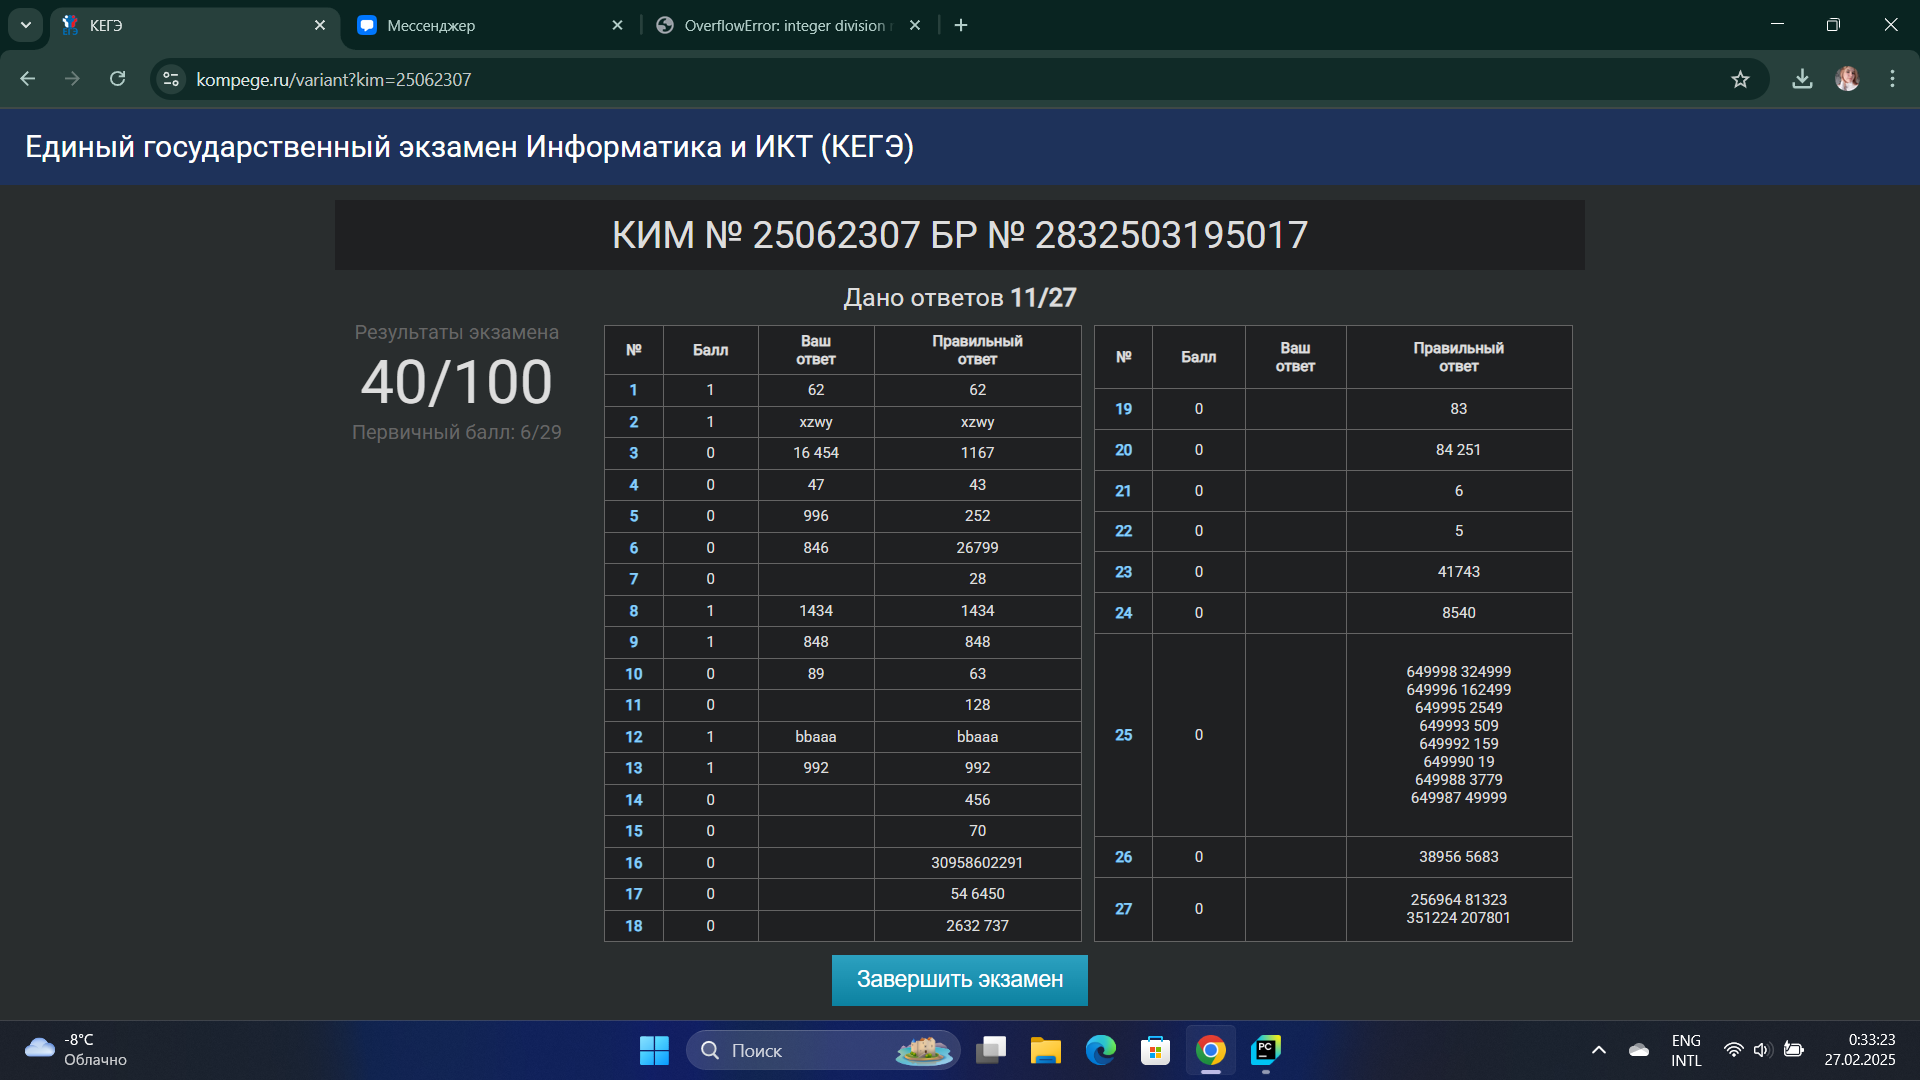 КЕГЭ
Мессенджер
OverflowError: integer division
kompege.ru/variant?kim=25062307
Единый государственный экзамен Информатика и ИКТ (КЕГЭ)
КИМ № 25062307 БР № 2832503195017
Дано ответов 11/27
Результаты экзамена
40/100
Первичный балл: 6/29
№ Балл Ваш ответ Правильный ответ
1 1 62 62
2 1 xzwy xzwy
3 0 16 454 1167
4 0 47 43
5 0 996 252
6 0 846 26799
7 0 28
8 1 1434 1434
9 1 848 848
10 0 89 63
11 0 128
12 1 bbaaa bbaaa
13 1 992 992
14 0 456
15 0 70
16 0 30958602291
17 0 54 6450
18 0 2632 737
№ Балл Ваш ответ Правильный ответ
19 0 83
20 0 84 251
21 0 6
22 0 5
23 0 41743
24 0 8540
25 0 649998 324999
649996 162499
649995 2549
649993 509
649992 159
649990 19
649988 3779
649987 49999
26 0 38956 5683
27 0 256964 81323
351224 207801
Завершить экзамен
-8°C
Облачно
Поиск
PC
ENG
INTL
0:33:23
27.02.2025